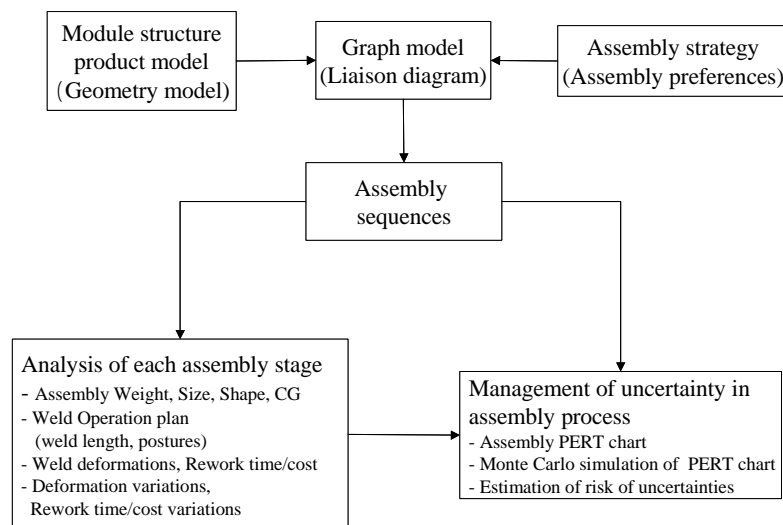 Module structure
product model
(Geometry model)
Graph model
(Liaison diagram)
Assembly strategy
(Assembly preferences)
Assembly
sequences
Analysis of each assembly stage
- Assembly Weight, Size, Shape, CG
- Weld Operation plan
(weld length, postures)
- Weld deformations, Rework time/cost
- Deformation variations,
Rework time/cost variations
Management of uncertainty in
assembly process
- Assembly PERT chart
- Monte Carlo simulation of PERT chart
- Estimation of risk of uncertainties